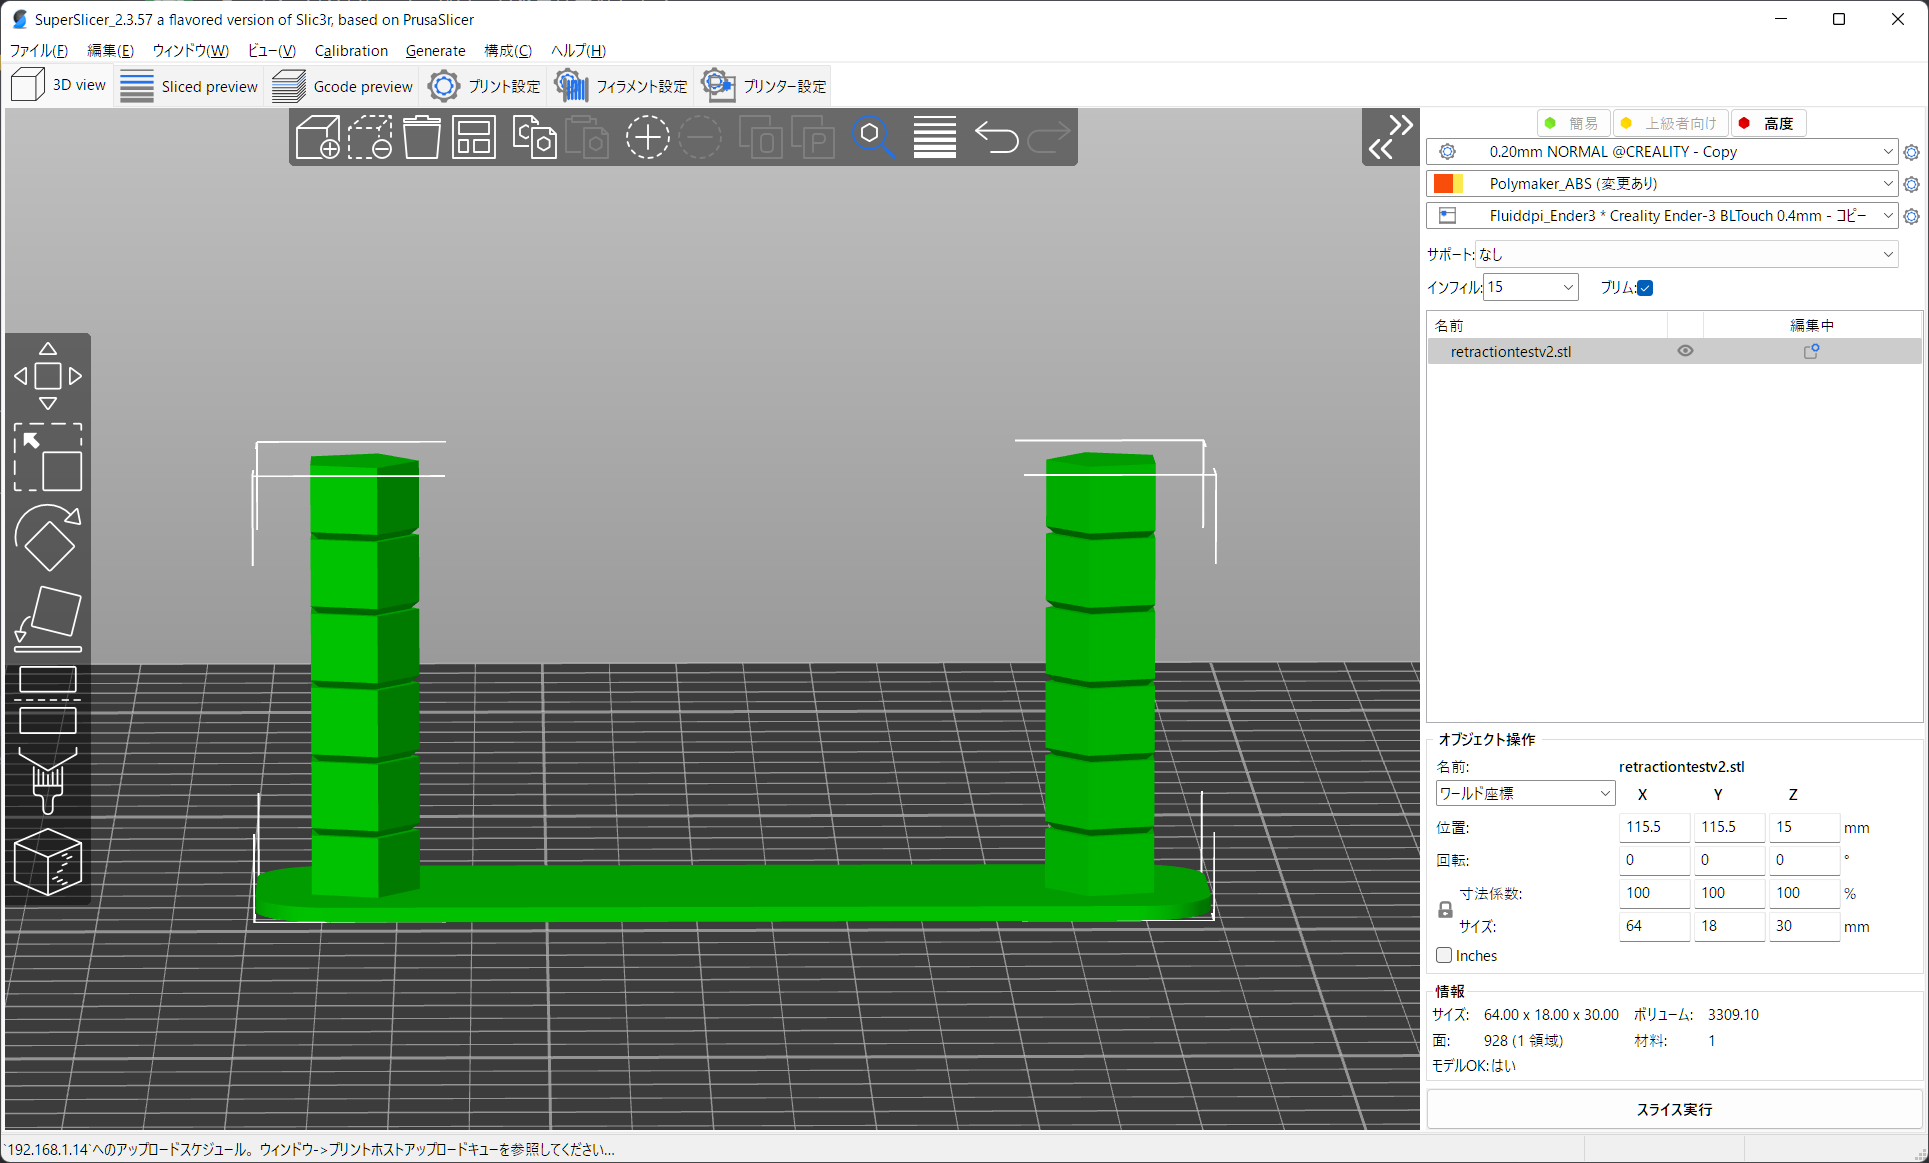 SuperSlicer_2.3.57 a flavored version of Slic3r, based on PrusaSlicer
ファイル(F) 編集(E) ウィンドウ(W) ビュー(V) Calibration Generate 構成(C) ヘルプ(H)
3D view Sliced preview Gcode preview プリント設定 フィラメント設定 プリンター設定
簡易 上級者向け 高度
0.20mm NORMAL @CREALITY - Copy
Polymaker_ABS (変更あり)
Fluiddpi_Ender3 * Creality Ender-3 BLTouch 0.4mm - コピー
サポート: なし
インフィル: 15 ブリム:
名前 編集中
retractiontestv2.stl
オブジェクト操作
名前: retractiontestv2.stl
ワールド座標 X Y Z
位置: 115.5 115.5 15 mm
回転: 0 0 0 °
寸法係数: 100 100 100 %
サイズ: 64 18 30 mm
Inches
情報
サイズ: 64.00 x 18.00 x 30.00 ボリューム: 3309.10
面: 928 (1 領域) 材料: 1
モデルOK: はい
スライス実行
`192.168.1.14`へのアップロードスケジュール。ウィンドウ->プリントホストアップロードキューを参照してください...